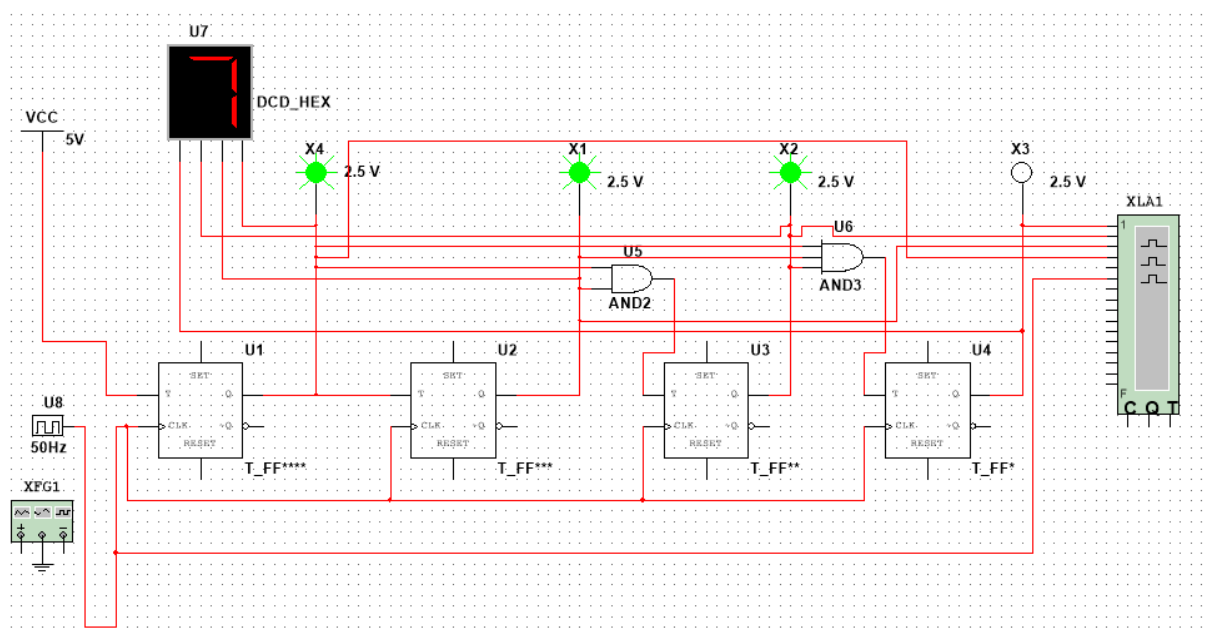 U7
DCD_HEX
VCC
5V
X4
2.5 V
X1
2.5 V
X2
2.5 V
X3
2.5 V
XLA1
1
F
C Q T
U6
AND3
U5
AND2
U1
SET
T Q
CLK ~Q
RESET
T_FF****
U2
SET
T Q
CLK ~Q
RESET
T_FF***
U3
SET
T Q
CLK ~Q
RESET
T_FF**
U4
SET
T Q
CLK ~Q
RESET
T_FF*
U8
50Hz
XFG1
+ −
7